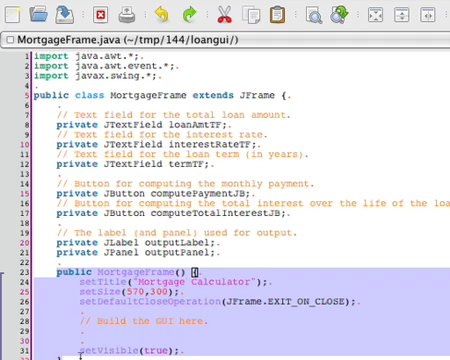 MortgageFrame.java (~/tmp/144/loangui/)
1 import java.awt.*;.
2 import java.awt.event.*;.
3 import javax.swing.*;.
4 .
5 public class MortgageFrame extends JFrame {.
6 .
7 // Text field for the total loan amount.
8 private JTextField loanAmtTF;.
9 // Text field for the interest rate.
10 private JTextField interestRateTF;.
11 // Text field for the loan term (in years).
12 private JTextField termTF;.
13 .
14 // Button for computing the monthly payment.
15 private JButton computePaymentJB;.
16 // Button for computing the total interest over the life of the loa
17 private JButton computeTotalInterestJB;.
18 .
19 // The label (and panel) used for output.
20 private JLabel outputLabel;.
21 private JPanel outputPanel;.
22 .
23 public MortgageFrame() {.
24 setTitle("Mortgage Calculator");.
25 setSize(570,300);.
26 setDefaultCloseOperation(JFrame.EXIT_ON_CLOSE);.
27 .
28 // Build the GUI here.
29 .
30 .
31 setVisible(true);.